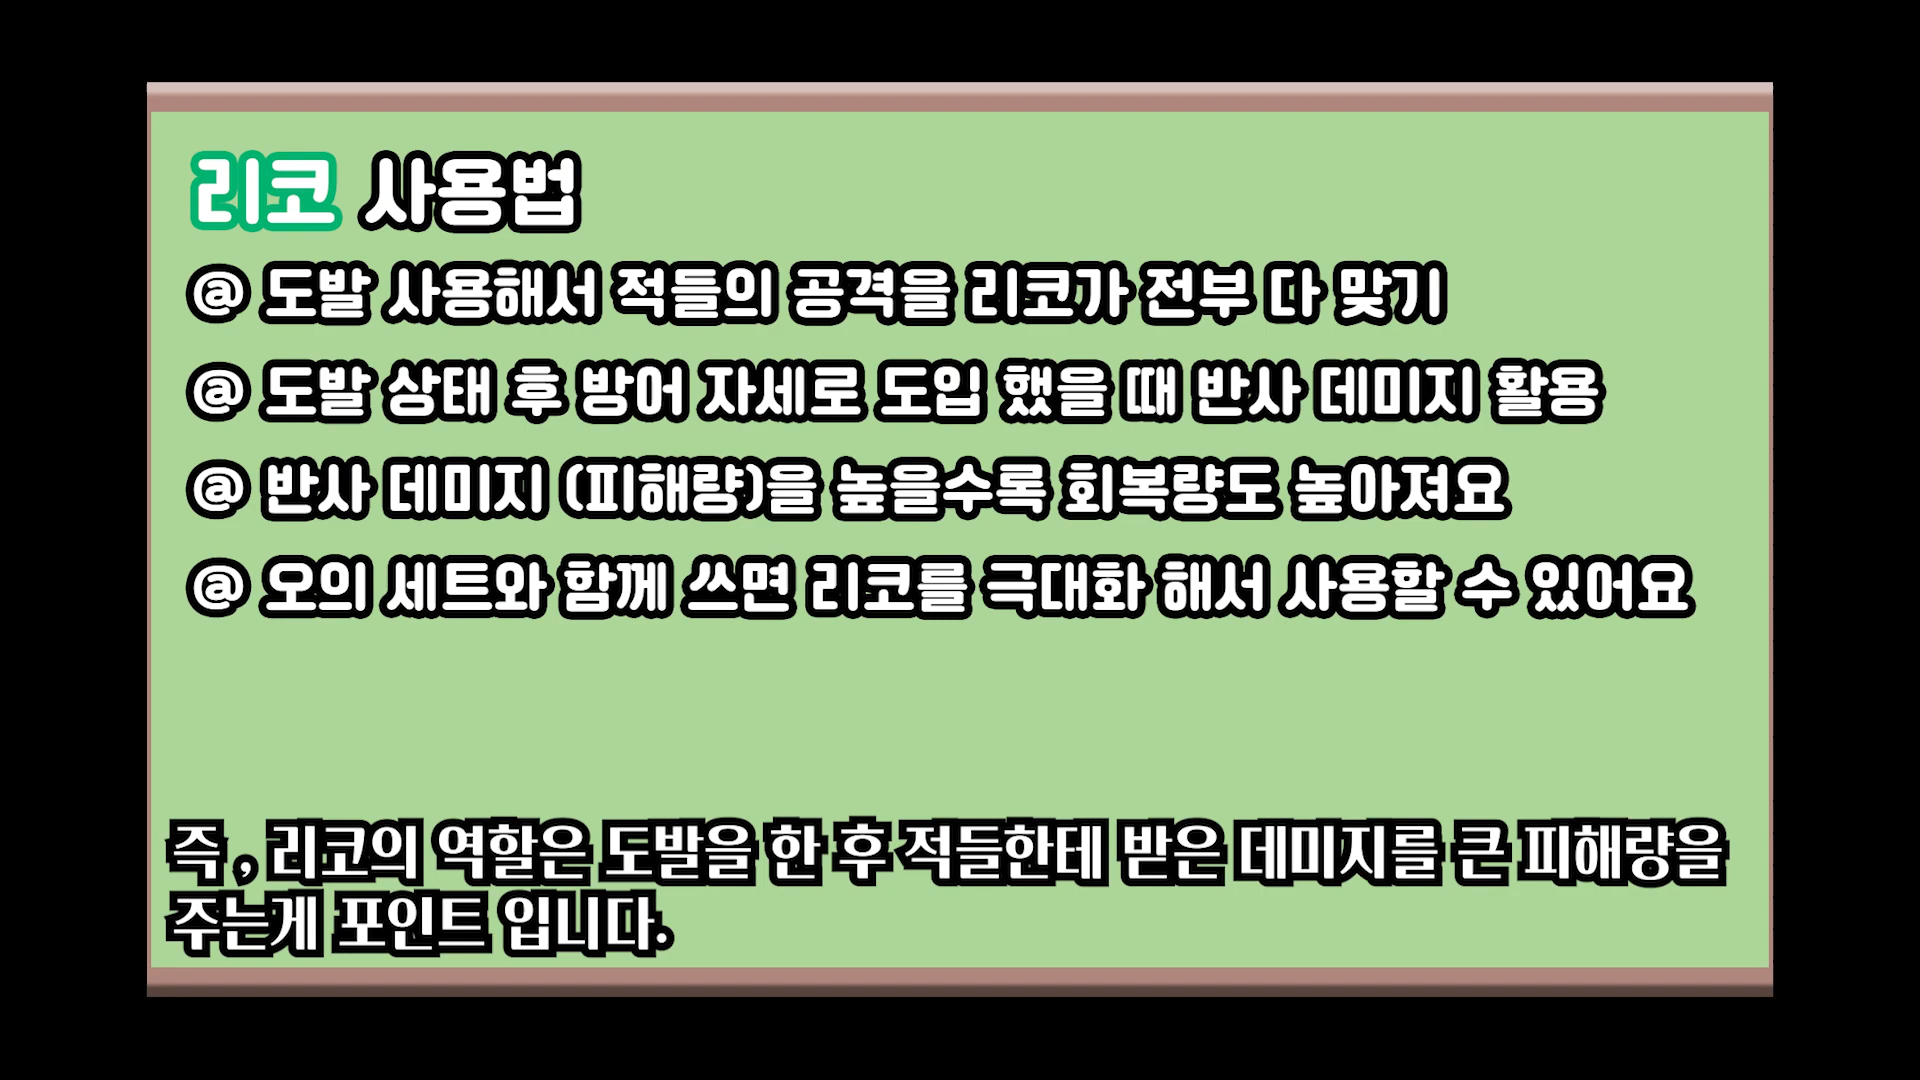 리코 사용법
@ 도발 사용해서 적들의 공격을 리코가 전부 다 맞기
@ 도발 상태 후 방어 자세로 도입 했을 때 반사 데미지 활용
@ 반사 데미지 (피해량)을 높을수록 회복량도 높아져요
@ 오의 세트와 함께 쓰면 리코를 극대화 해서 사용할 수 있어요
즉 , 리코의 역할은 도발을 한 후 적들한테 받은 데미지를 큰 피해량을
주는게 포인트 입니다.